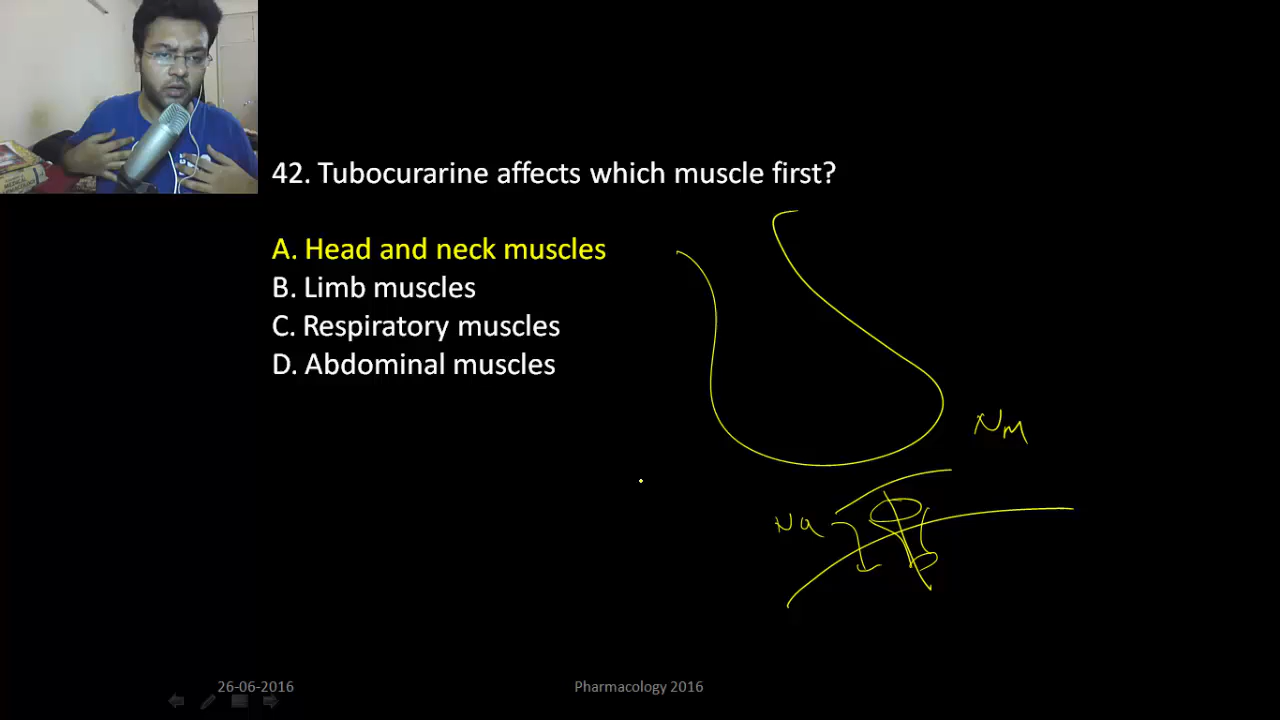 42. Tubocurarine affects which muscle first?
A. Head and neck muscles
B. Limb muscles
C. Respiratory muscles
D. Abdominal muscles
NM
Na
26-06-2016
Pharmacology 2016